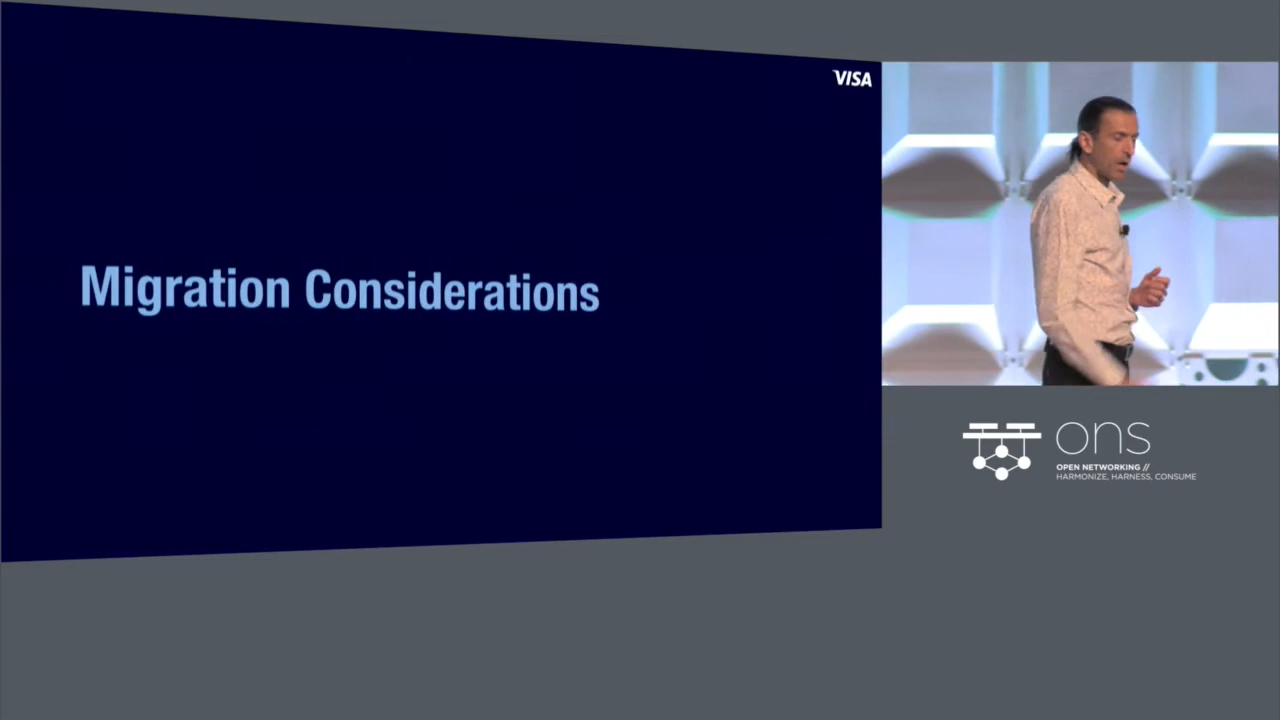 VISA
Migration Considerations
ons
OPEN NETWORKING //
HARMONIZE, HARNESS, CONSUME